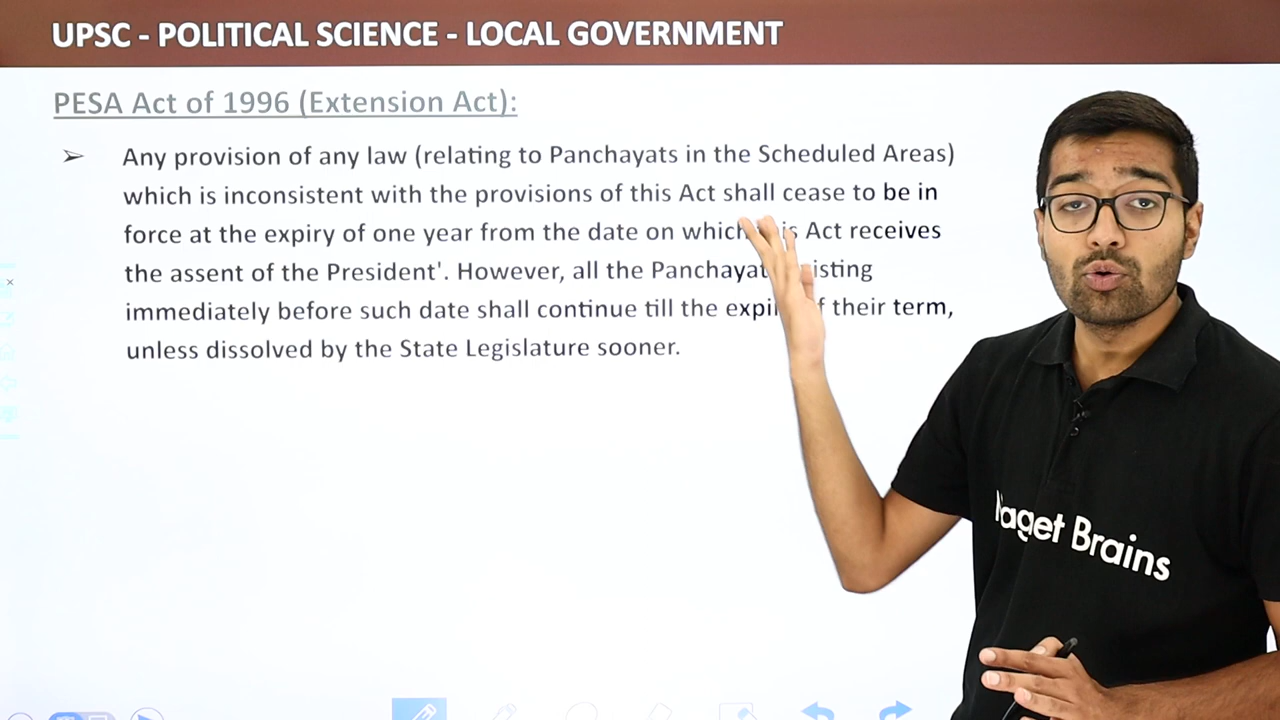 UPSC - POLITICAL SCIENCE - LOCAL GOVERNMENT
PESA Act of 1996 (Extension Act):
➢ Any provision of any law (relating to Panchayats in the Scheduled Areas)
which is inconsistent with the provisions of this Act shall cease to be in
force at the expiry of one year from the date on which Act receives
the assent of the President'. However, all the
immediately before such date shall continue till the their term,
unless dissolved by the State Legislature sooner.
Brains